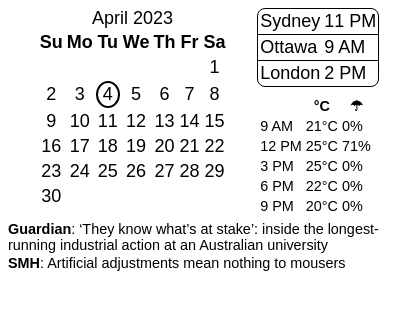 April 2023
Su Mo Tu We Th Fr Sa
1
2 3 4 5 6 7 8
9 10 11 12 13 14 15
16 17 18 19 20 21 22
23 24 25 26 27 28 29
30
Sydney 11 PM
Ottawa 9 AM
London 2 PM
°C ☂
9 AM 21°C 0%
12 PM 25°C 71%
3 PM 25°C 0%
6 PM 22°C 0%
9 PM 20°C 0%
Guardian: ‘They know what’s at stake’: inside the longest-
running industrial action at an Australian university
SMH: Artificial adjustments mean nothing to mousers